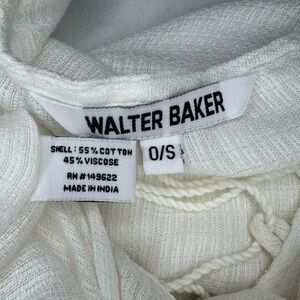 WALTER BAKER
O/S
SHELL: 55% COTTON
45% VISCOSE
RN #149622
MADE IN INDIA